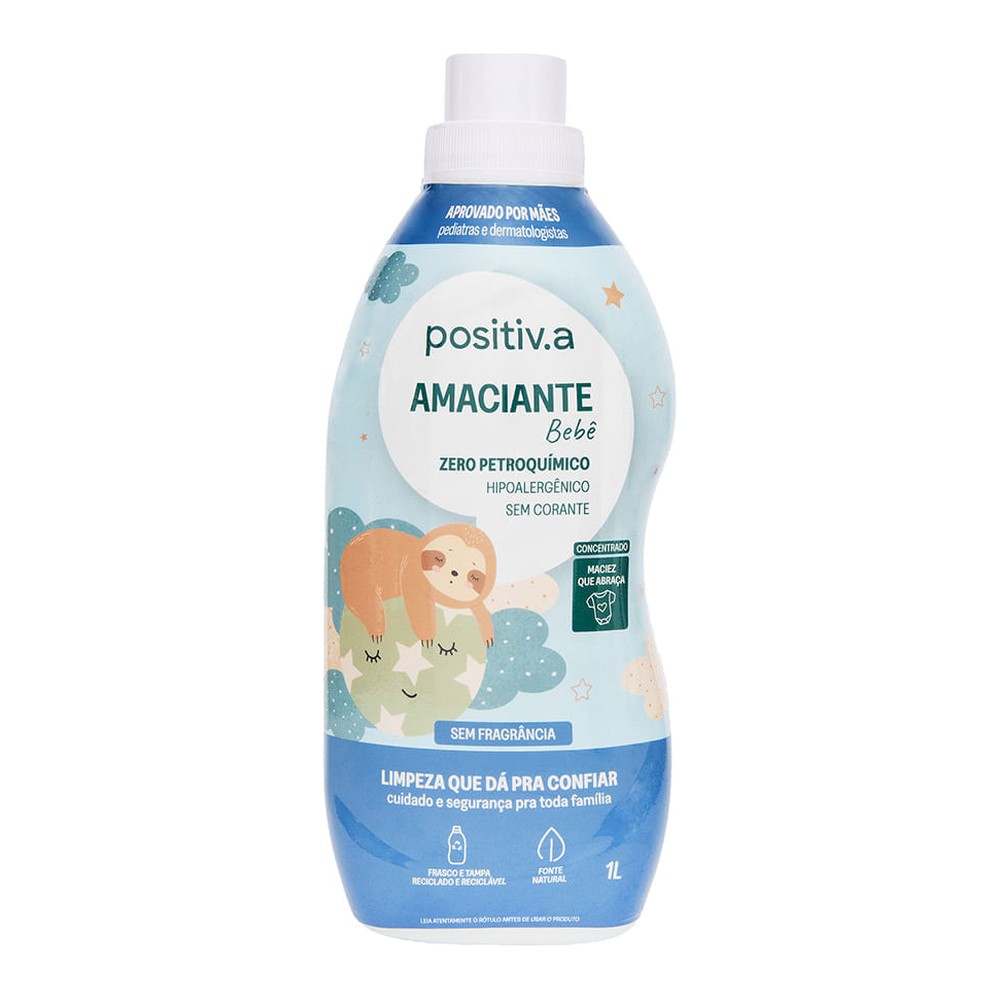 APROVADO POR MÃES
pediatras e dermatologistas
positiv.a
AMACIANTE
Bebê
ZERO PETROQUÍMICO
HIPOALERGÊNICO
SEM CORANTE
CONCENTRADO
MACIEZ
QUE ABRAÇA
SEM FRAGRÂNCIA
LIMPEZA QUE DÁ PRA CONFIAR
cuidado e segurança pra toda família
FRASCO E TAMPA
RECICLADO E RECICLÁVEL
FONTE
NATURAL
1L
LEIA ATENTAMENTE O RÓTULO ANTES DE USAR O PRODUTO